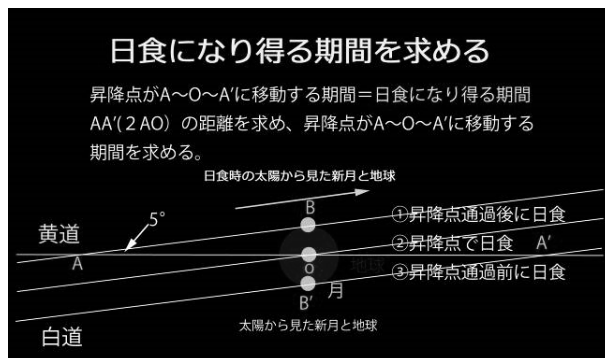 日食になり得る期間を求める
昇降点がA～O～A’に移動する期間＝日食になり得る期間
AA’(２AO）の距離を求め、昇降点がA～O～A’に移動する
期間を求める。
日食時の太陽から見た新月と地球
B
5°
①昇降点通過後に日食
黄道
②昇降点で日食
A’
A
O
地球
③昇降点通過前に日食
B’
月
白道
太陽から見た新月と地球